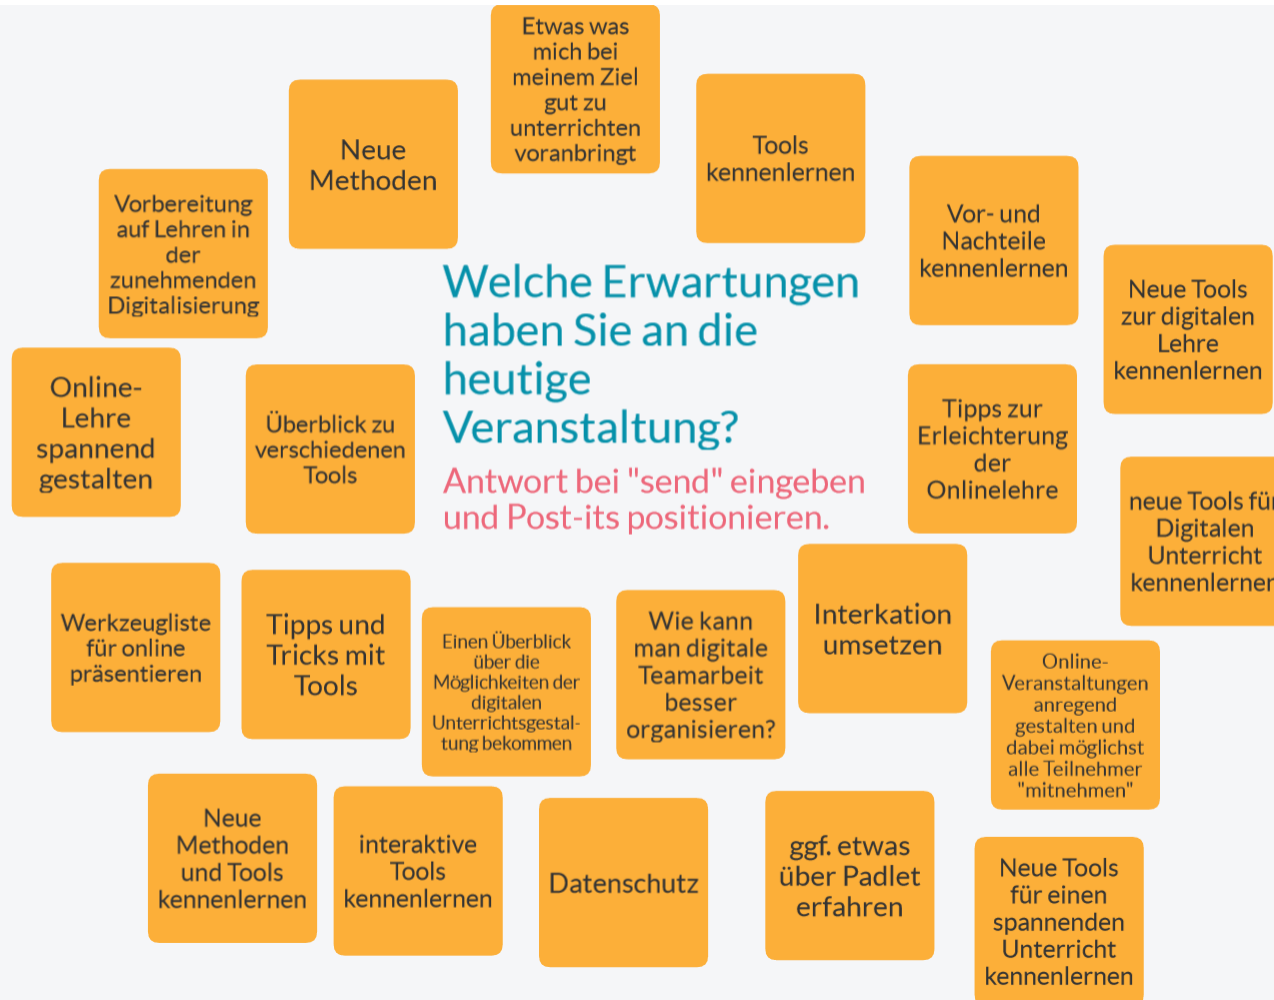 Etwas was
mich bei
meinem Ziel
gut zu
unterrichten
voranbringt
Neue
Methoden
Tools
kennenlernen
Vorbereitung
auf Lehren in
der
zunehmenden
Digitalisierung
Vor- und
Nachteile
kennenlernen
Neue Tools
zur digitalen
Lehre
kennenlernen
Welche Erwartungen
haben Sie an die
heutige
Veranstaltung?
Antwort bei "send" eingeben
und Post-its positionieren.
Online-
Lehre
spannend
gestalten
Überblick zu
verschiedenen
Tools
Tipps zur
Erleichterung
der
Onlinelehre
neue Tools für
Digitalen
Unterricht
kennenlernen
Werkzeugliste
für online
präsentieren
Tipps und
Tricks mit
Tools
Einen Überblick
über die
Möglichkeiten der
digitalen
Unterrichtsgestal-
tung bekommen
Wie kann
man digitale
Teamarbeit
besser
organisieren?
Interkation
umsetzen
Online-
Veranstaltungen
anregend
gestalten und
dabei möglichst
alle Teilnehmer
"mitnehmen"
Neue
Methoden
und Tools
kennenlernen
interaktive
Tools
kennenlernen
Datenschutz
ggf. etwas
über Padlet
erfahren
Neue Tools
für einen
spannenden
Unterricht
kennenlernen